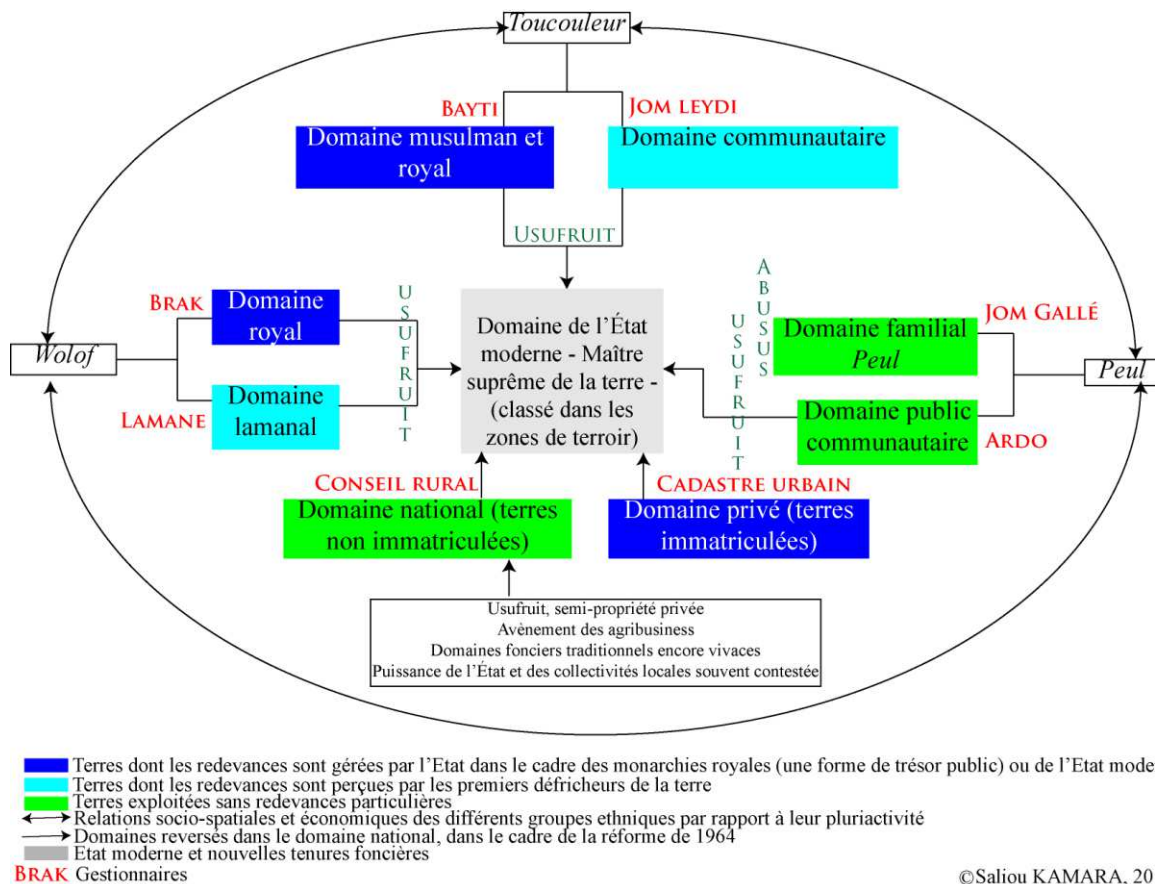 Toucouleur
BAYTI
JOM LEYDI
Domaine musulman et
royal
Domaine communautaire
USUFRUIT
BRAK
Domaine
royal
Wolof
LAMANE
Domaine
lamanal
USUFRUIT
Domaine de l’État
moderne - Maître
suprême de la terre -
(classé dans les
zones de terroir)
USUFRUIT
ABUSUS
JOM GALLÉ
Domaine familial
Peul
Peul
Domaine public
communautaire
ARDO
CONSEIL RURAL
Domaine national (terres
non immatriculées)
CADASTRE URBAIN
Domaine privé (terres
immatriculées)
Usufruit, semi-propriété privée
Avènement des agribusiness
Domaines fonciers traditionnels encore vivaces
Puissance de l’État et des collectivités locales souvent contestée
Terres dont les redevances sont gérées par l’Etat dans le cadre des monarchies royales (une forme de trésor public) ou de l’Etat mode
Terres dont les redevances sont perçues par les premiers défricheurs de la terre
Terres exploitées sans redevances particulières
Relations socio-spatiales et économiques des différents groupes ethniques par rapport à leur pluriactivité
Domaines reversés dans le domaine national, dans le cadre de la réforme de 1964
Etat moderne et nouvelles tenures foncières
BRAK Gestionnaires
©Saliou KAMARA, 20